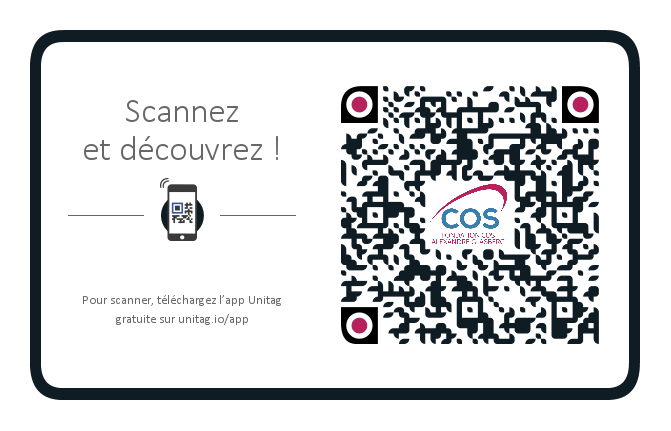 Scannez
et découvrez !
Pour scanner, téléchargez l'app Unitag
gratuite sur unitag.io/app
COS
FONDATION COS
ALEXANDRE GLASBERG